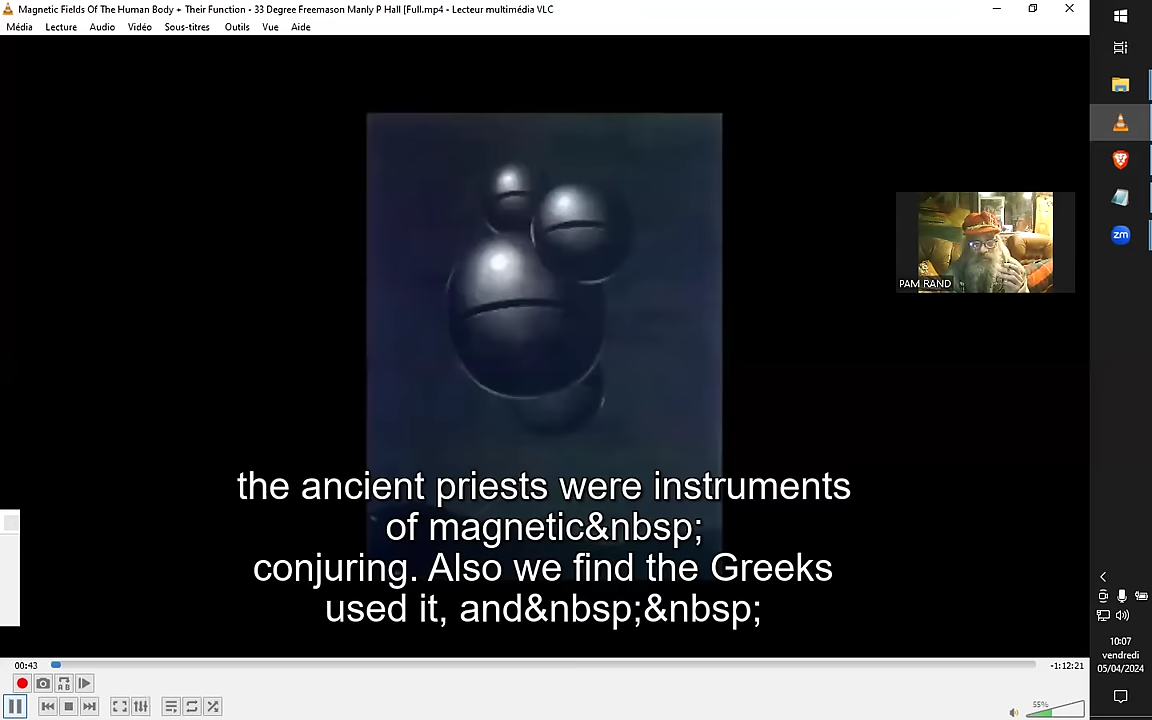 Magnetic Fields Of The Human Body + Their Function - 33 Degree Freemason Manly P Hall [Full.mp4 - Lecteur multimédia VLC
Média Lecture Audio Vidéo Sous-titres Outils Vue Aide
zm
PAM RAND
the ancient priests were instruments
of magnetic&nbsp;
conjuring. Also we find the Greeks
used it, and&nbsp;&nbsp;
00:43
-1:12:21
55%
10:07
vendredi
05/04/2024